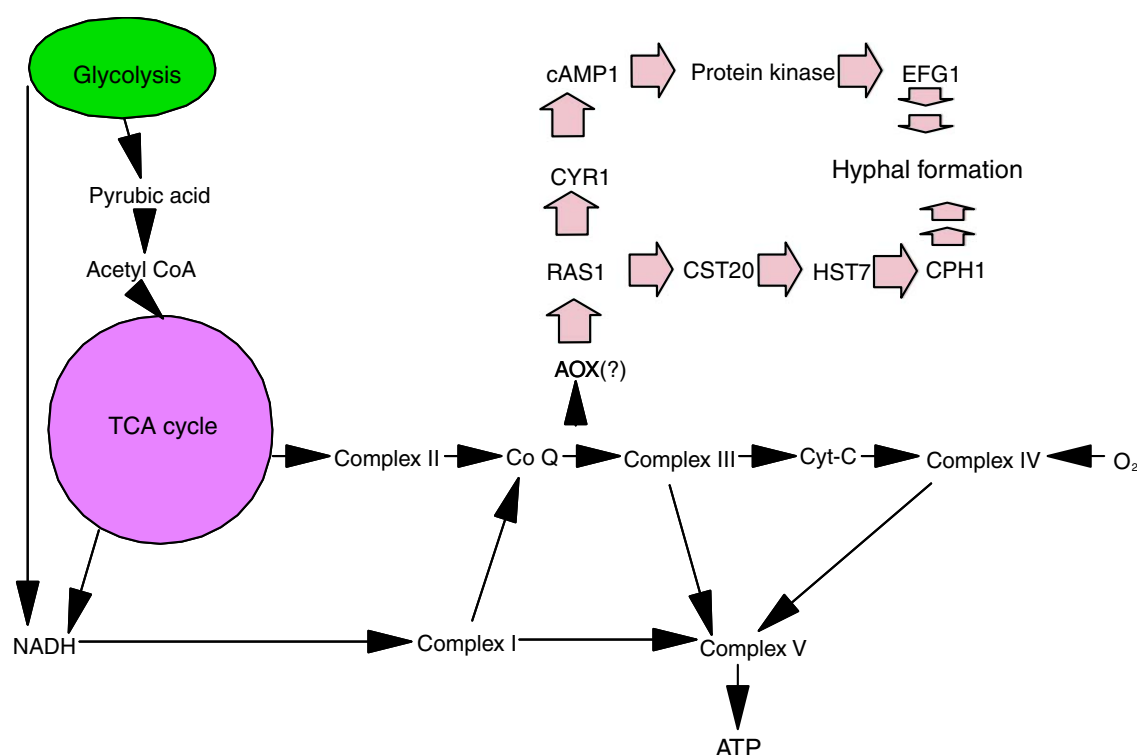 Glycolysis
cAMP1
Protein kinase
EFG1
Hyphal formation
Pyrubic acid
CYR1
Acetyl CoA
RAS1
CST20
HST7
CPH1
AOX(?)
TCA cycle
Complex II
Co Q
Complex III
Cyt-C
Complex IV
O₂
NADH
Complex I
Complex V
ATP